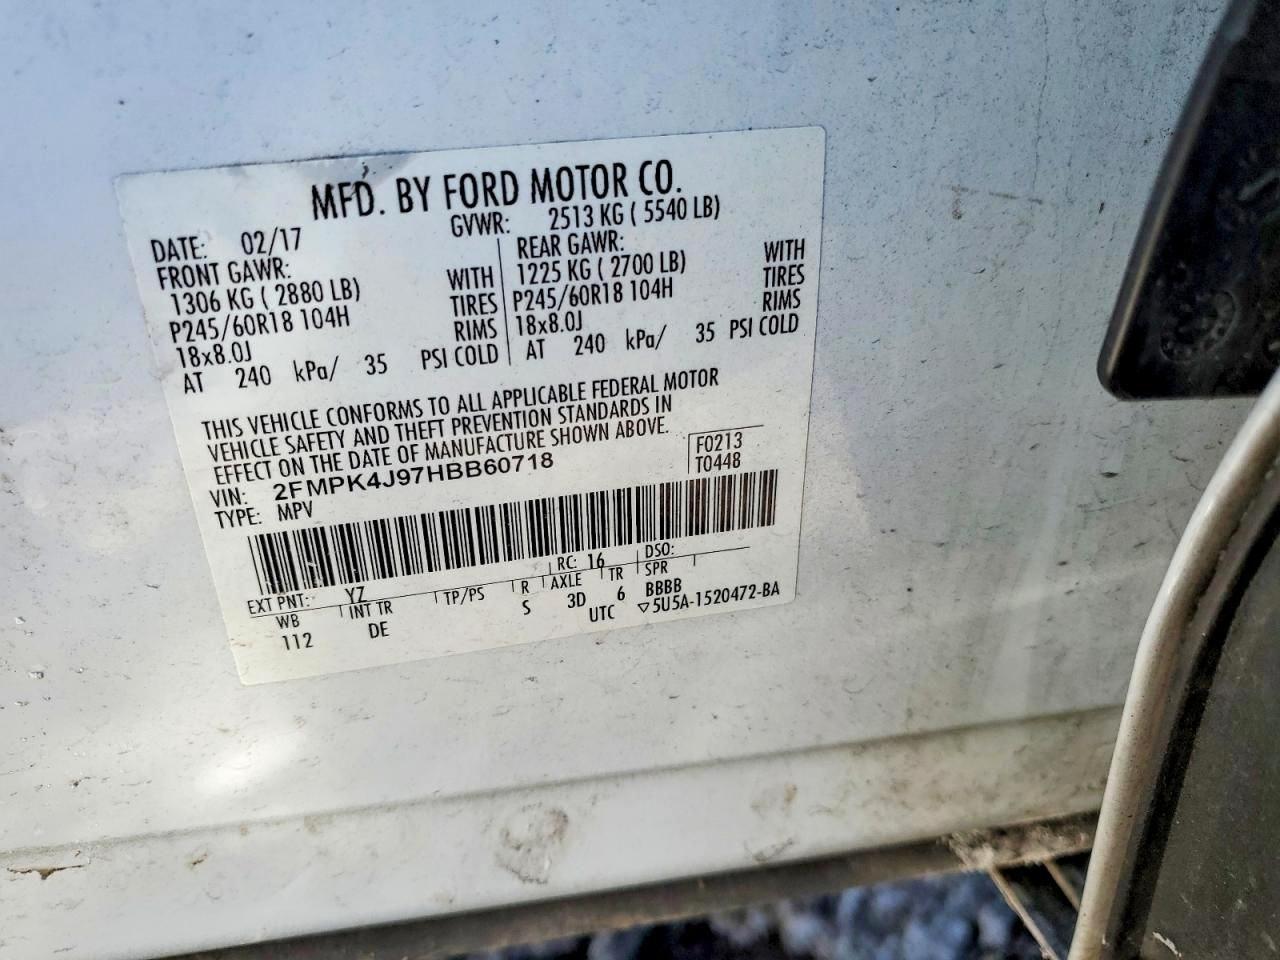 MFD. BY FORD MOTOR CO.
DATE: 02/17 GVWR: 2513 KG ( 5540 LB)
FRONT GAWR: REAR GAWR:
1306 KG ( 2880 LB) WITH 1225 KG ( 2700 LB) WITH
P245/60R18 104H TIRES P245/60R18 104H TIRES
18x8.0J RIMS 18x8.0J RIMS
AT 240 kPa/ 35 PSI COLD AT 240 kPa/ 35 PSI COLD
THIS VEHICLE CONFORMS TO ALL APPLICABLE FEDERAL MOTOR
VEHICLE SAFETY AND THEFT PREVENTION STANDARDS IN
EFFECT ON THE DATE OF MANUFACTURE SHOWN ABOVE.
VIN: 2FMPK4J97HBB60718 F0213
TYPE: MPV T0448
EXT PNT: YZ RC: 16 DSO:
WB INT TR TP/PS R AXLE TR SPR
112 DE S 3D 6 BBBB
UTC ▽5U5A-1520472-BA